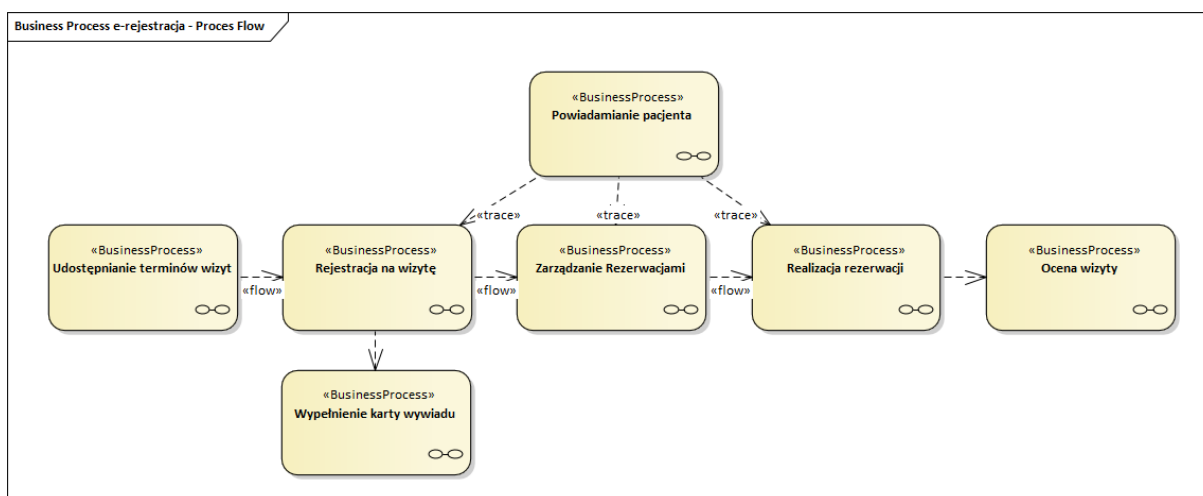 Business Process e-rejestracja - Proces Flow
«BusinessProcess»
Powiadamianie pacjenta
«trace»
«trace»
«trace»
«BusinessProcess»
Udostępnianie terminów wizyt
«flow»
«BusinessProcess»
Rejestracja na wizytę
«flow»
«BusinessProcess»
Zarządzanie Rezerwacjami
«flow»
«BusinessProcess»
Realizacja rezerwacji
«BusinessProcess»
Ocena wizyty
«BusinessProcess»
Wypełnienie karty wywiadu